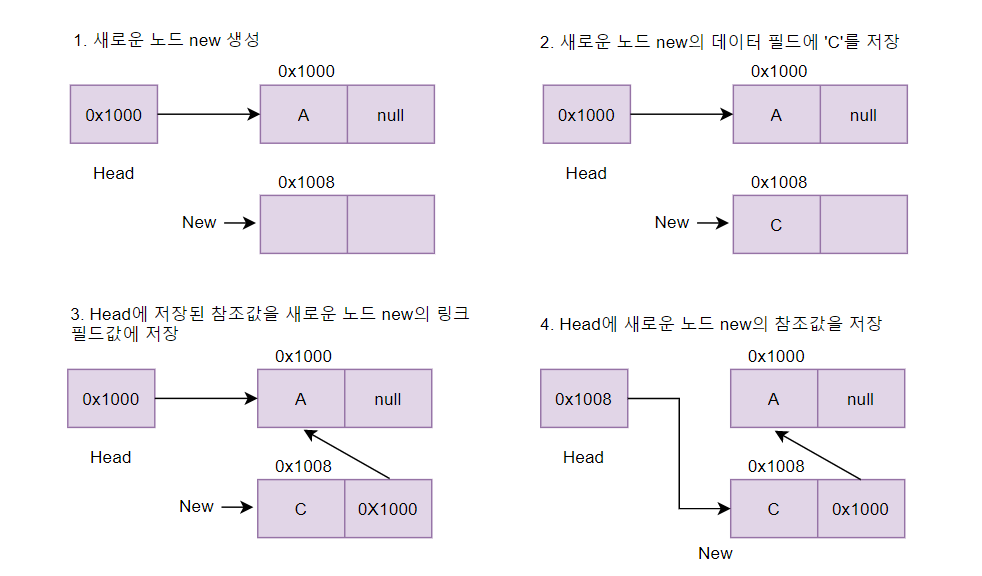 1. 새로운 노드 new 생성
0x1000
0x1000
A
null
Head
0x1008
New
2. 새로운 노드 new의 데이터 필드에 'C'를 저장
0x1000
0x1000
A
null
Head
0x1008
New
C
3. Head에 저장된 참조값을 새로운 노드 new의 링크
필드값에 저장
0x1000
0x1000
A
null
Head
0x1008
New
C
0X1000
4. Head에 새로운 노드 new의 참조값을 저장
0x1000
0x1008
A
null
Head
0x1008
C
0x1000
New